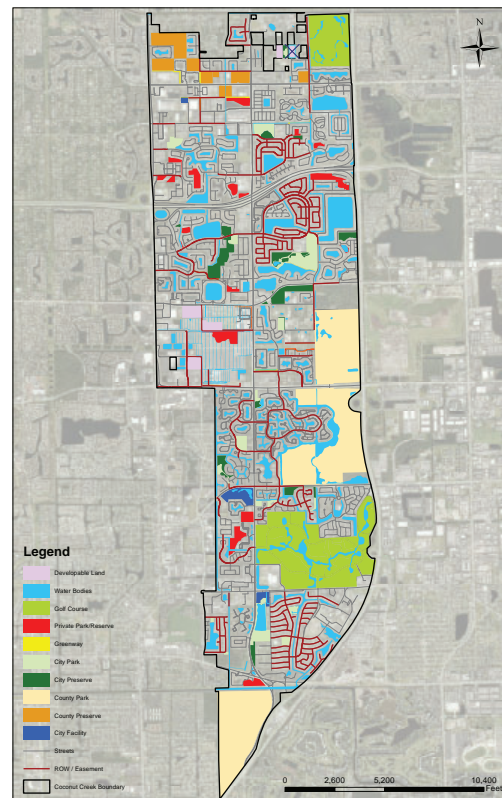 N
Legend
Developable Land
Water Bodies
Golf Course
Private Park/Reserve
Greenway
City Park
City Preserve
County Park
County Preserve
City Facility
Streets
ROW / Easement
Coconut Creek Boundary
0 2,600 5,200 10,400
Feet